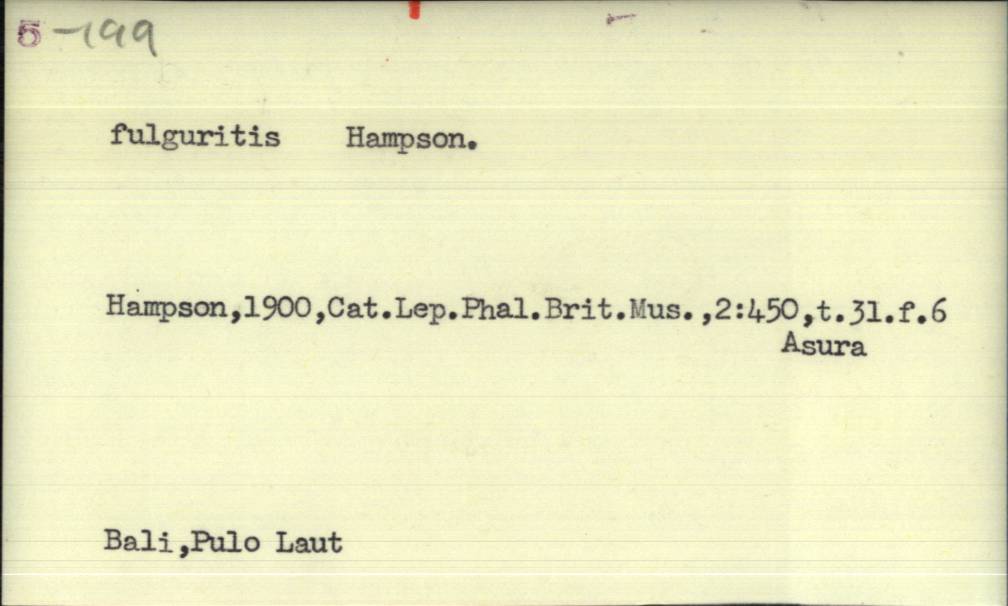 5-199
fulguritis Hampson.
Hampson,1900,Cat.Lep.Phal.Brit.Mus.,2:450,t.31.f.6
Asura
Bali,Pulo Laut